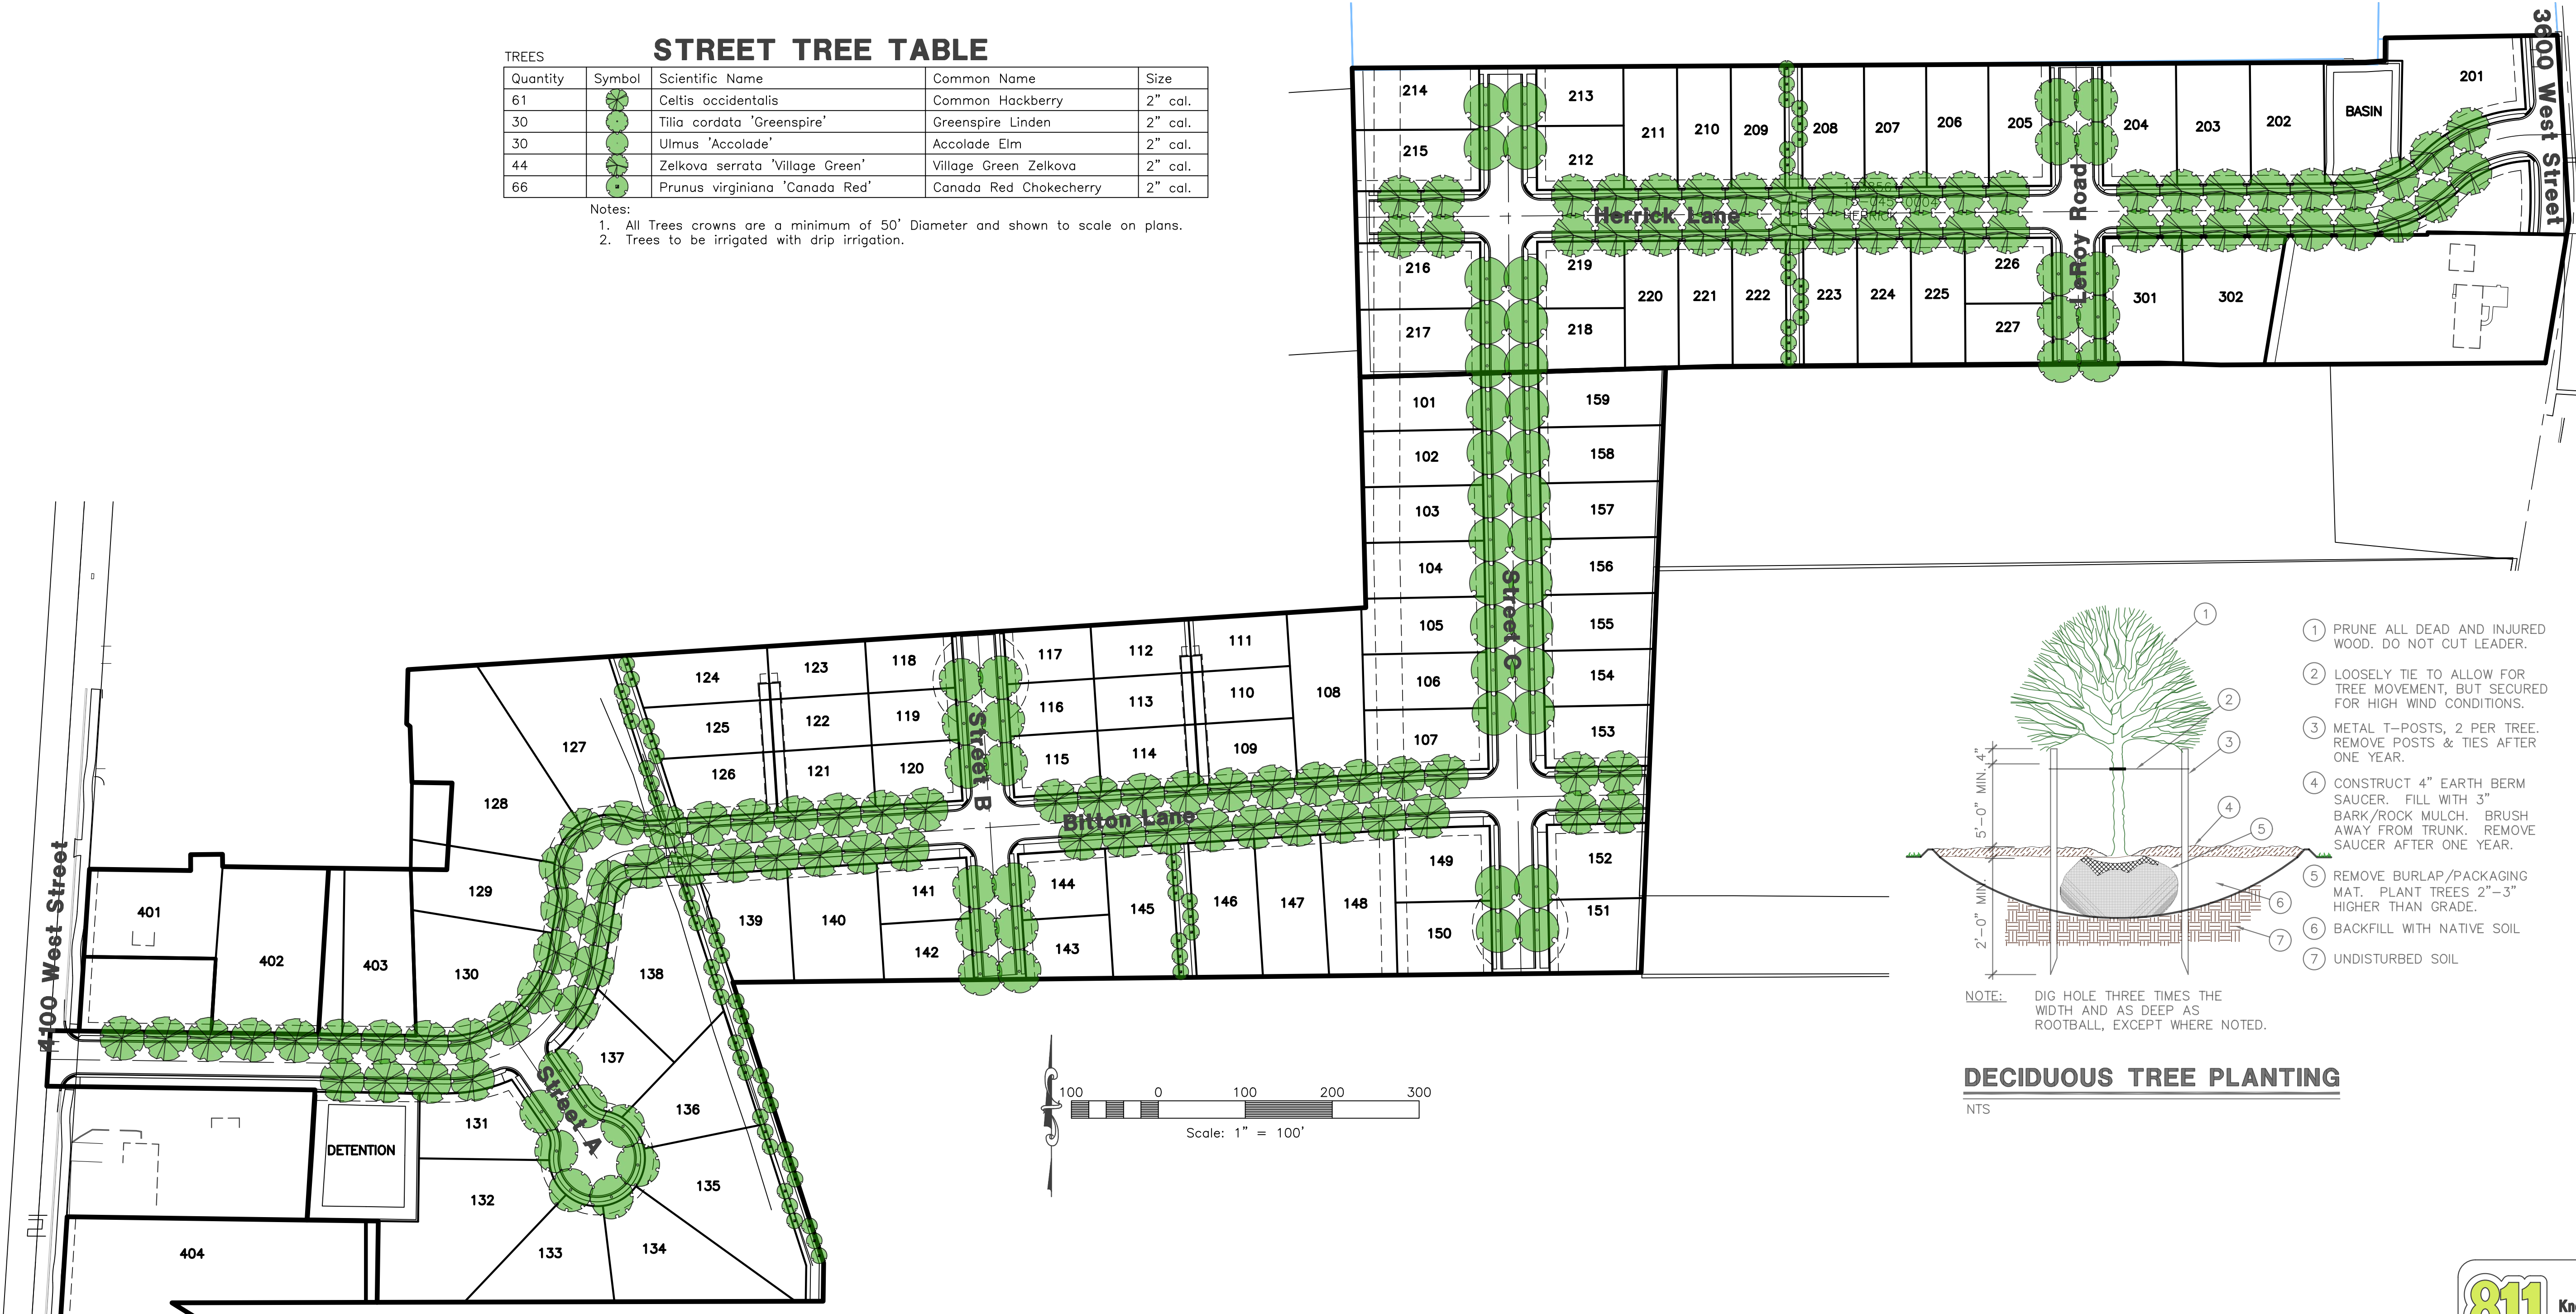 STREET TREE TABLE
TREES
Quantity Symbol Scientific Name Common Name Size
61 Celtis occidentalis Common Hackberry 2" cal.
30 Tilia cordata 'Greenspire' Greenspire Linden 2" cal.
30 Ulmus 'Accolade' Accolade Elm 2" cal.
44 Zelkova serrata 'Village Green' Village Green Zelkova 2" cal.
66 Prunus virginiana 'Canada Red' Canada Red Chokecherry 2" cal.
Notes:
1. All Trees crowns are a minimum of 50' Diameter and shown to scale on plans.
2. Trees to be irrigated with drip irrigation.
3600 West Street
201
214
213
BASIN
211 210 209 208 207 206 205 204 203 202
215
212
Herrick Lane
HERRICK
LeRoy Road
216
219
226
220 221 222 223 224 225
301 302
217
218
227
101
159
102
158
103
157
104
156
Street C
105
155
106
154
107
153
124 123 118 117 112 111
125 122 119 116 113 110 108
126 121 120 115 114 109
Street B
Bitton Lane
127
128
129
130
138
139 140 141 144 145 146 147 148 149 152
142 143 150 151
4100 West Street
401
402
403
137
136
Street A
131
135
DETENTION
132
133
134
404
100 0 100 200 300
Scale: 1" = 100'
1
2
3
4
5
6
7
5'-0" MIN. 4"
2'-0" MIN.
1 PRUNE ALL DEAD AND INJURED
WOOD. DO NOT CUT LEADER.
2 LOOSELY TIE TO ALLOW FOR
TREE MOVEMENT, BUT SECURED
FOR HIGH WIND CONDITIONS.
3 METAL T-POSTS, 2 PER TREE.
REMOVE POSTS & TIES AFTER
ONE YEAR.
4 CONSTRUCT 4" EARTH BERM
SAUCER. FILL WITH 3"
BARK/ROCK MULCH. BRUSH
AWAY FROM TRUNK. REMOVE
SAUCER AFTER ONE YEAR.
5 REMOVE BURLAP/PACKAGING
MAT. PLANT TREES 2"-3"
HIGHER THAN GRADE.
6 BACKFILL WITH NATIVE SOIL
7 UNDISTURBED SOIL
NOTE: DIG HOLE THREE TIMES THE
WIDTH AND AS DEEP AS
ROOTBALL, EXCEPT WHERE NOTED.
DECIDUOUS TREE PLANTING
NTS
811